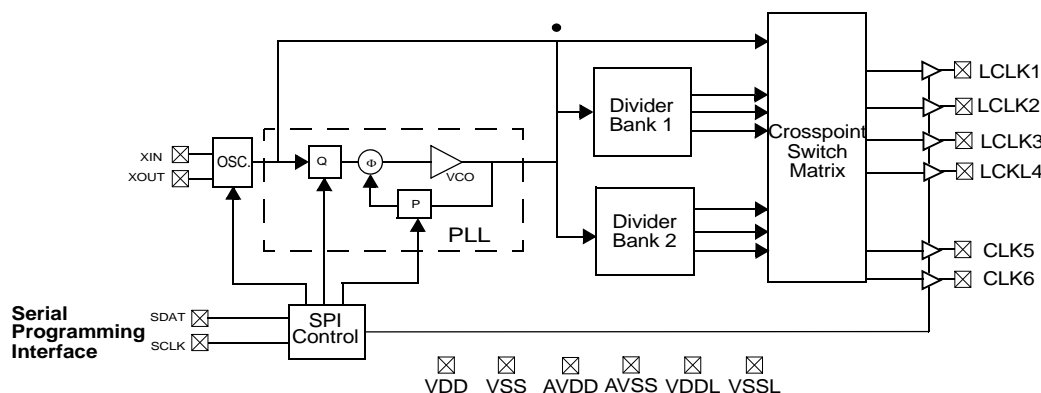 LCLK1
Divider
Bank 1
LCLK2
Crosspoint
Switch
Matrix
LCLK3
XIN
OSC.
Q
Φ
VCO
XOUT
LCKL4
P
PLL
Divider
Bank 2
CLK5
CLK6
Serial
Programming
Interface
SDAT
SCLK
SPI
Control
VDD
VSS
AVDD
AVSS
VDDL
VSSL